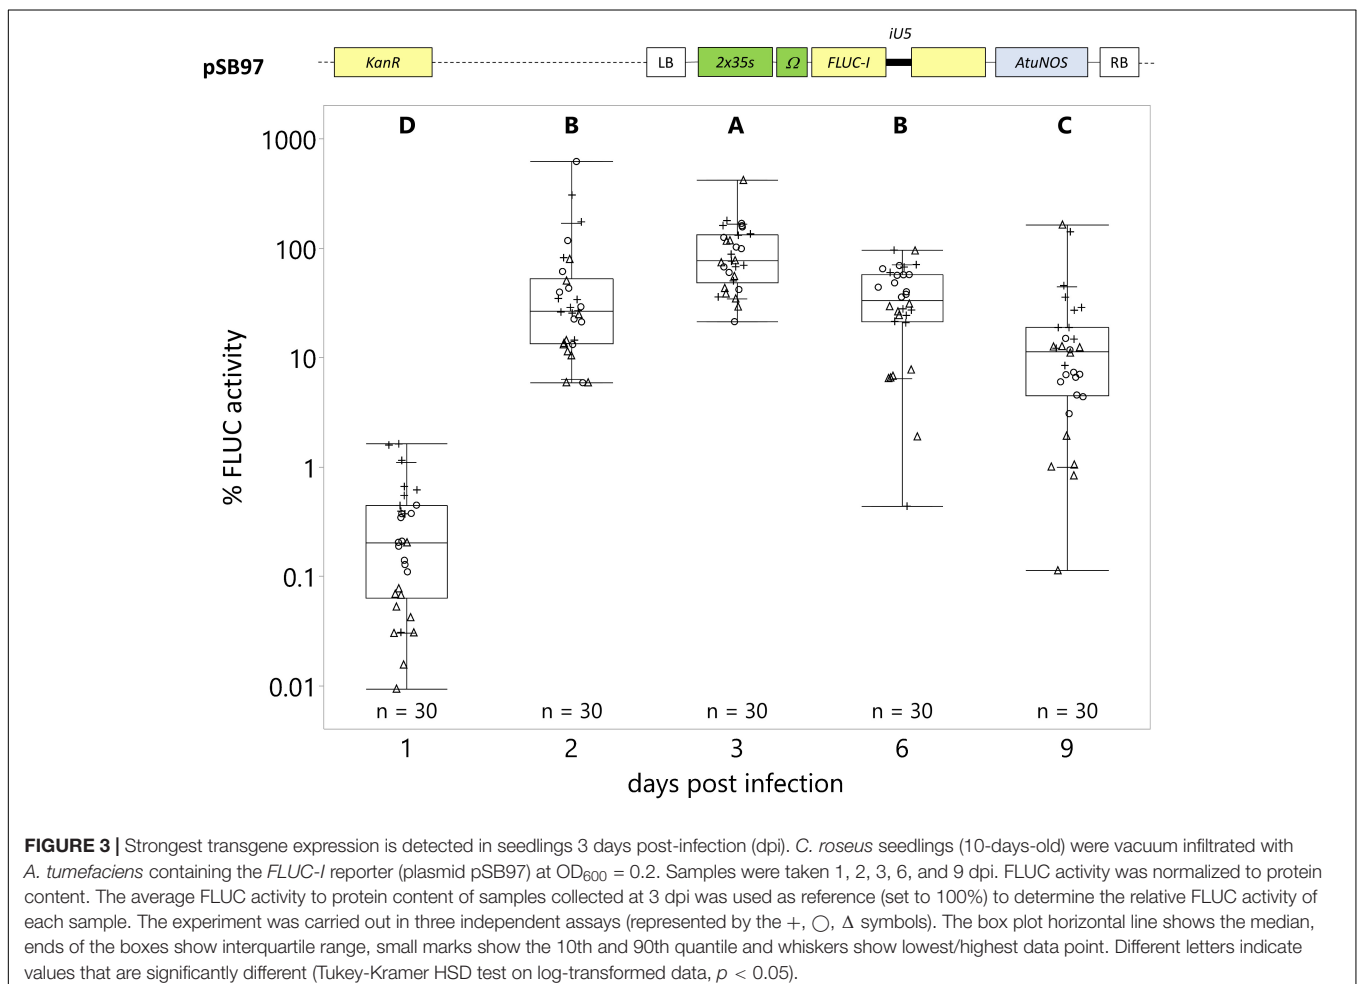 iU5
pSB97 KanR LB 2x35s Ω FLUC-I AtuNOS RB
D B A B C
1000
100
10
1
0.1
0.01
% FLUC activity
n = 30 n = 30 n = 30 n = 30 n = 30
1 2 3 6 9
days post infection
FIGURE 3 | Strongest transgene expression is detected in seedlings 3 days post-infection (dpi). C. roseus seedlings (10-days-old) were vacuum infiltrated with
A. tumefaciens containing the FLUC-I reporter (plasmid pSB97) at OD600 = 0.2. Samples were taken 1, 2, 3, 6, and 9 dpi. FLUC activity was normalized to protein
content. The average FLUC activity to protein content of samples collected at 3 dpi was used as reference (set to 100%) to determine the relative FLUC activity of
each sample. The experiment was carried out in three independent assays (represented by the +, ◯, Δ symbols). The box plot horizontal line shows the median,
ends of the boxes show interquartile range, small marks show the 10th and 90th quantile and whiskers show lowest/highest data point. Different letters indicate
values that are significantly different (Tukey-Kramer HSD test on log-transformed data, p < 0.05).